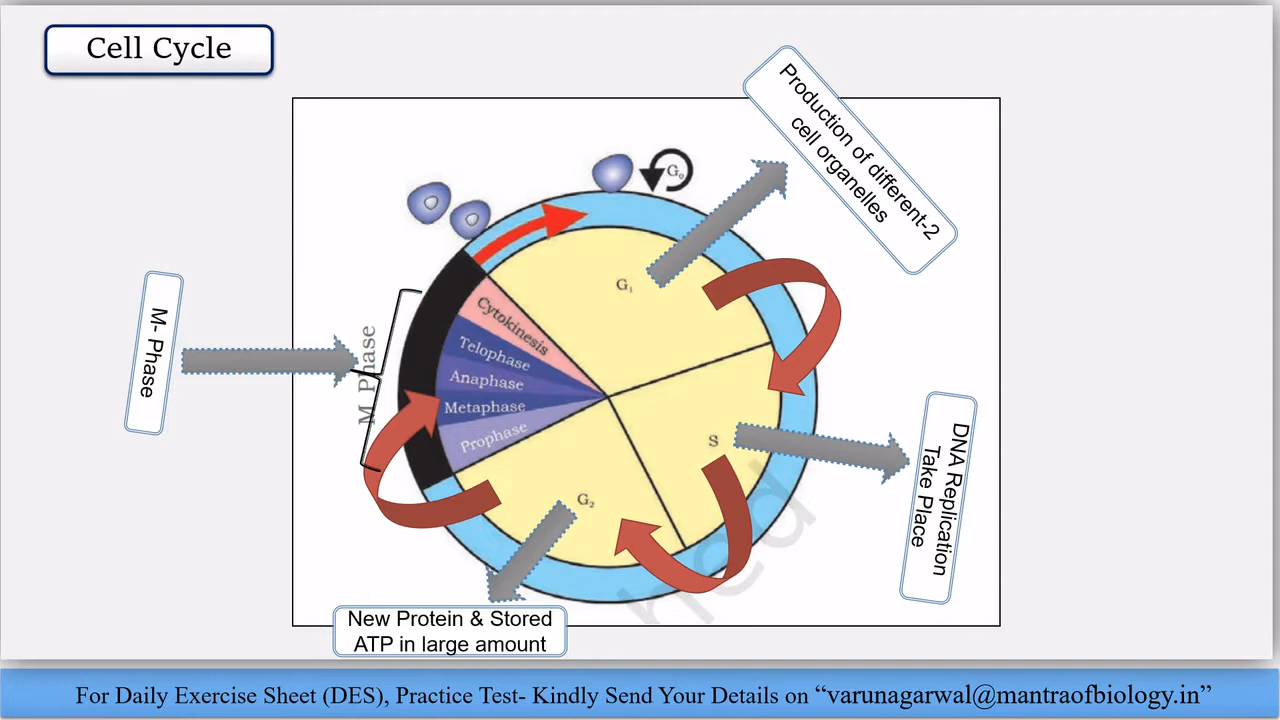 Cell Cycle
Production of different-2
cell organelles
G₀
G₁
M- Phase
M Phase
Cytokinesis
Telophase
Anaphase
Metaphase
Prophase
S
DNA Replication
Take Place
G₂
New Protein & Stored
ATP in large amount
For Daily Exercise Sheet (DES), Practice Test- Kindly Send Your Details on “varunagarwal@mantraofbiology.in”